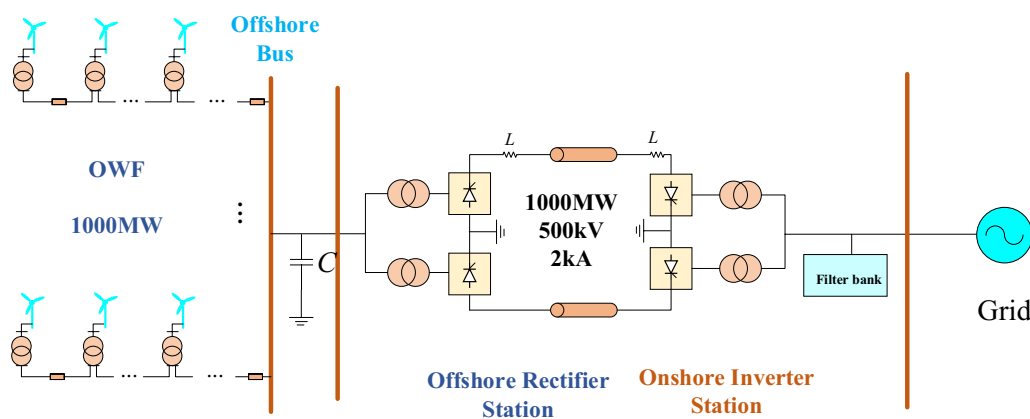 Offshore
Bus
OWF
1000MW
C
L
L
1000MW
500kV
2kA
Filter bank
Grid
Offshore Rectifier
Station
Onshore Inverter
Station